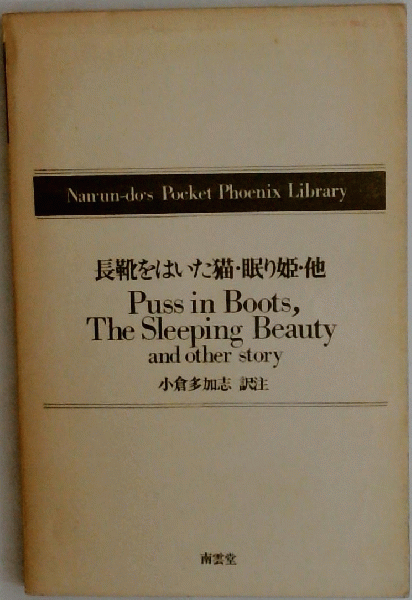 Nan'un-do's Pocket Phoenix Library
長靴をはいた猫・眠り姫・他
Puss in Boots,
The Sleeping Beauty
and other story
小倉多加志 訳注
南雲堂